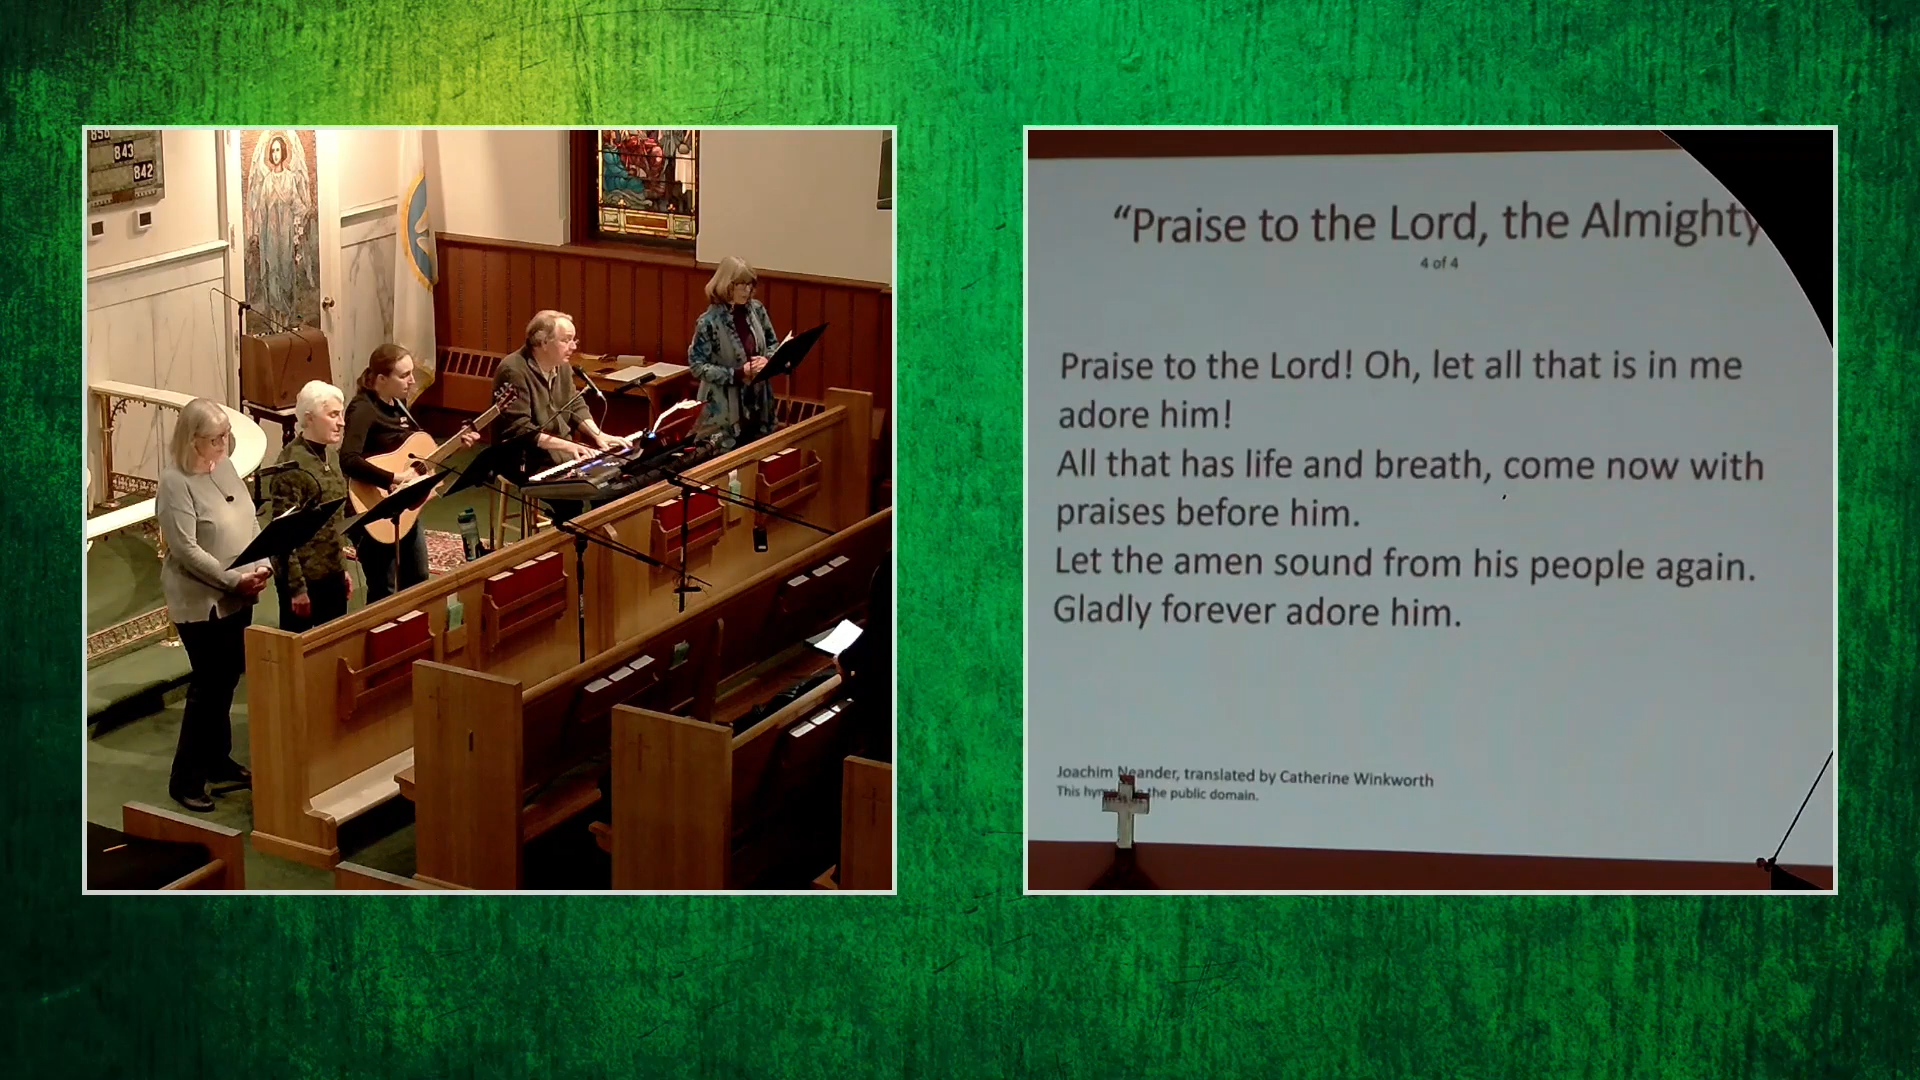 850
843
842
“Praise to the Lord, the Almighty
4 of 4
Praise to the Lord! Oh, let all that is in me
adore him!
All that has life and breath, come now with
praises before him.
Let the amen sound from his people again.
Gladly forever adore him.
Joachim Neander, translated by Catherine Winkworth
This the public domain.